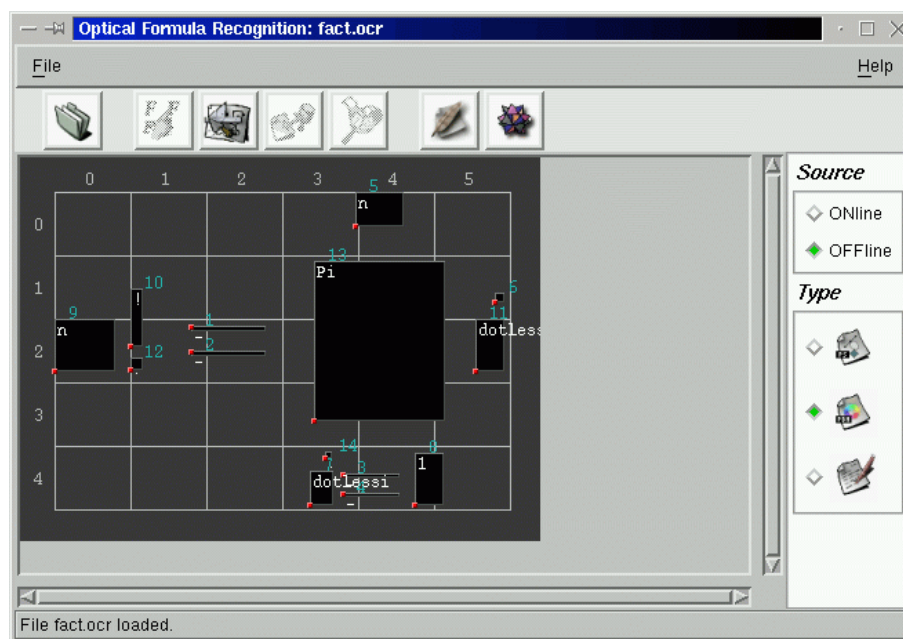 Optical Formula Recognition: fact.ocr
File Help
0 1 2 3 4 5
0
1
2
3
4
5
n
13
Pi
10
!
6
9
n
1
-
11
dotless
12
.
2
-
14
0
7
3
1
dotlessi
-
Source
ONline
OFFline
Type
File fact.ocr loaded.